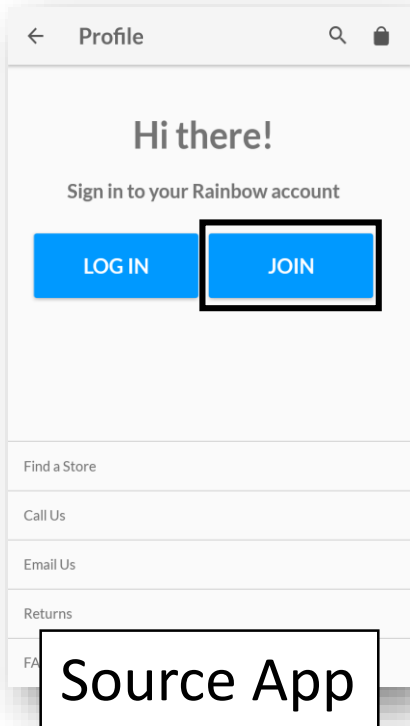 Profile
Hi there!
Sign in to your Rainbow account
LOG IN JOIN
Find a Store
Call Us
Email Us
Returns
FA
Source App